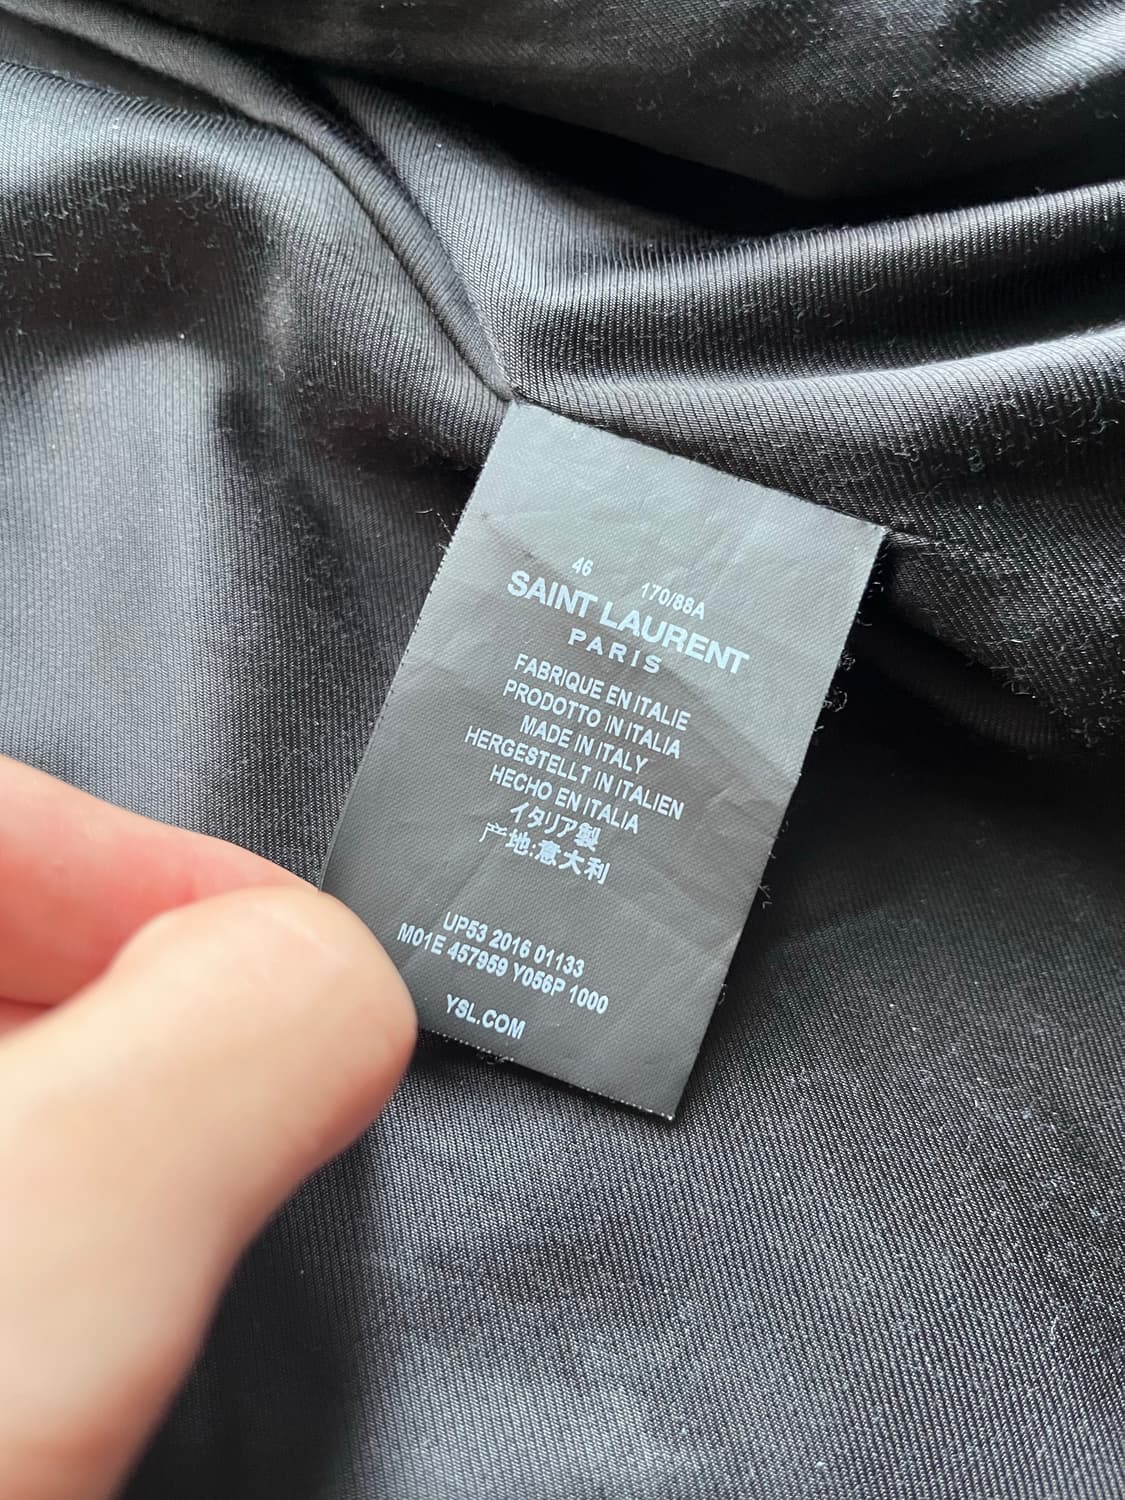 46 170/88A
SAINT LAURENT
PARIS
FABRIQUE EN ITALIE
PRODOTTO IN ITALIA
MADE IN ITALY
HERGESTELLT IN ITALIEN
HECHO EN ITALIA
イタリア製
产地:意大利
UP53 2016 01133
M01E 457959 Y056P 1000
YSL.COM